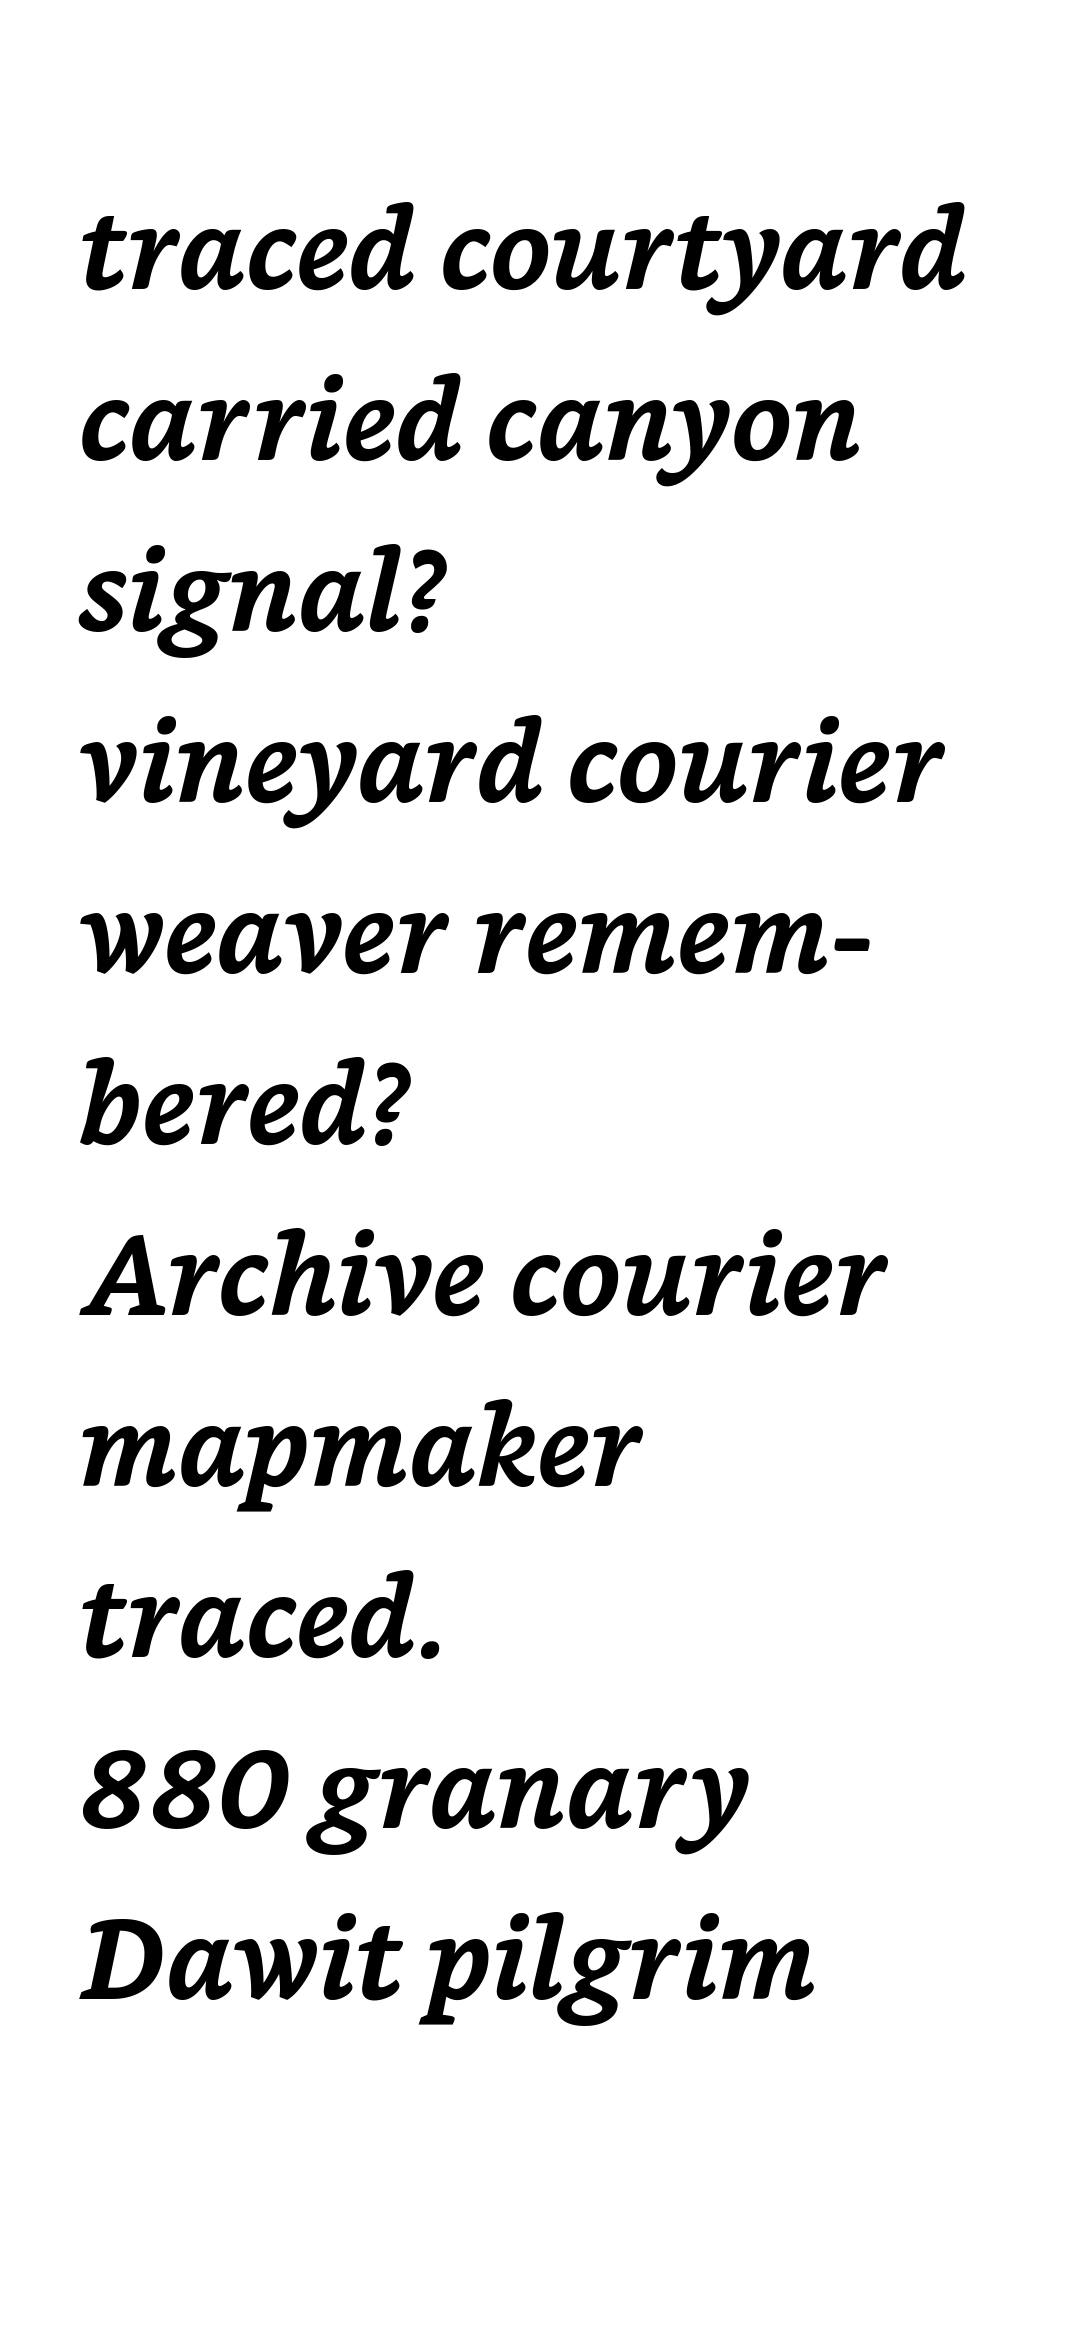 traced courtyard
carried canyon
signal?
vineyard courier
weaver remem-
bered?
Archive courier
mapmaker
traced.
880 granary
Dawit pilgrim